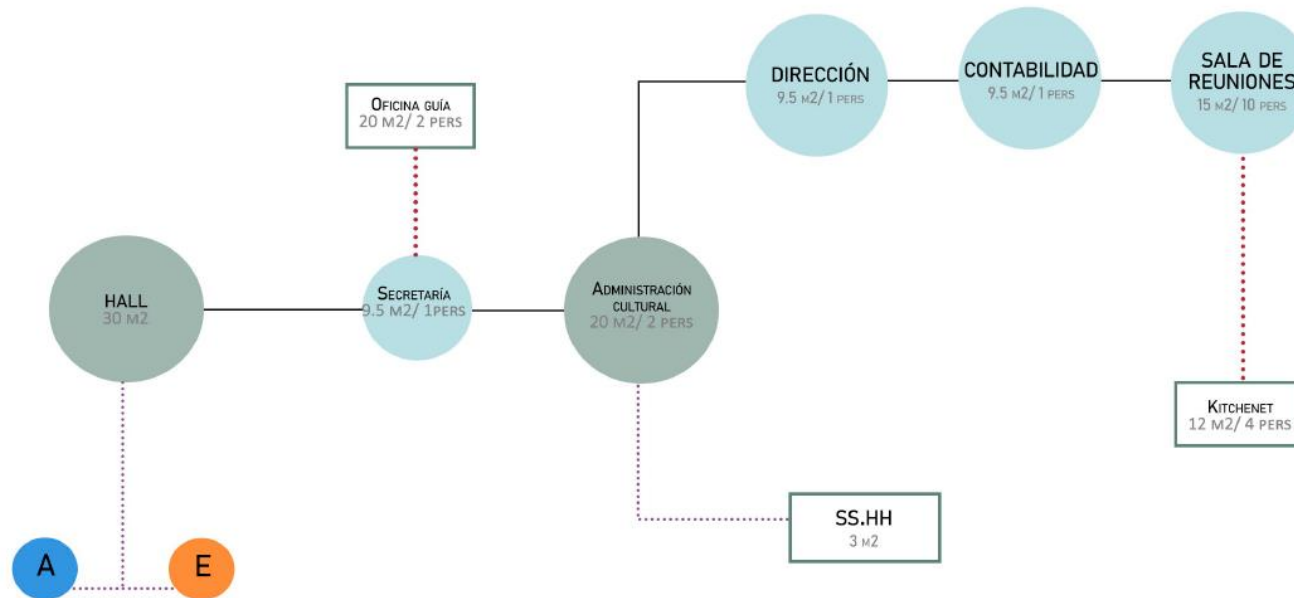 DIRECCIÓN
9.5 M2/ 1 PERS
CONTABILIDAD
9.5 M2/ 1 PERS
SALA DE
REUNIONES
15 M2/ 10 PERS
OFICINA GUÍA
20 M2/ 2 PERS
HALL
30 M2
SECRETARÍA
9.5 M2/ 1PERS
ADMINISTRACIÓN
CULTURAL
20 M2/ 2 PERS
KITCHENET
12 M2/ 4 PERS
SS.HH
3 M2
A
E